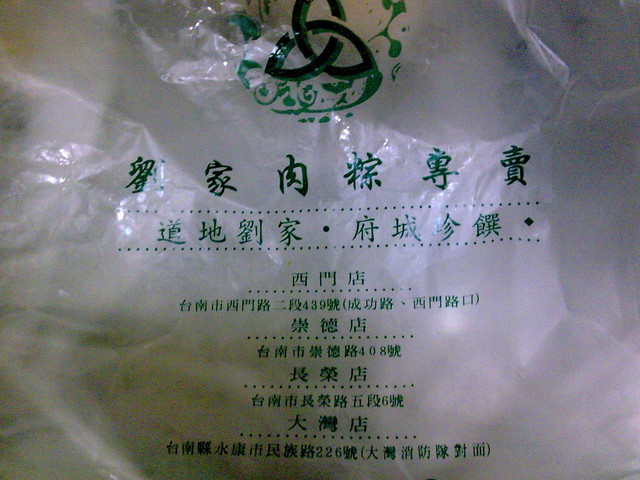 劉家肉粽專賣
道地劉家・府城珍饌◆
西門店
台南市西門路二段439號(成功路、西門路口)
崇德店
台南市崇德路408號
長榮店
台南市長榮路五段6號
大灣店
台南縣永康市民族路226號(大灣消防隊對面)